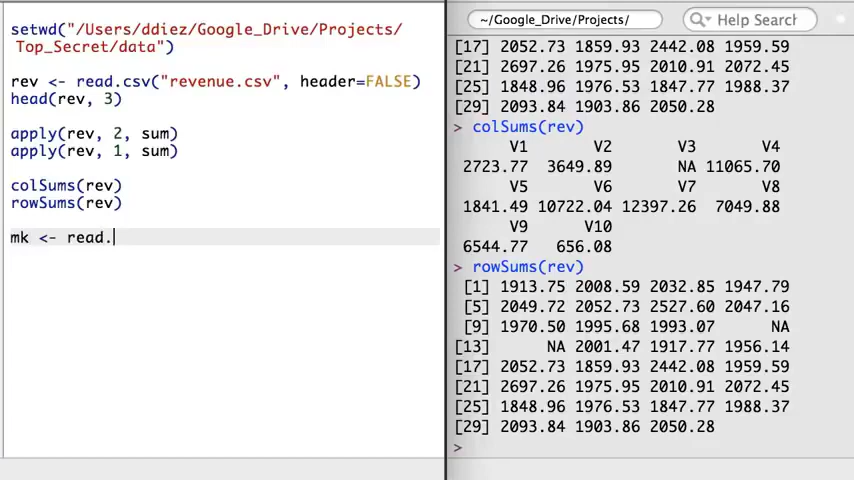 setwd("/Users/ddiez/Google_Drive/Projects/
Top_Secret/data")
rev <- read.csv("revenue.csv", header=FALSE)
head(rev, 3)
apply(rev, 2, sum)
apply(rev, 1, sum)
colSums(rev)
rowSums(rev)
mk <- read.
~/Google_Drive/Projects/
Help Search
[17] 2052.73 1859.93 2442.08 1959.59
[21] 2697.26 1975.95 2010.91 2072.45
[25] 1848.96 1976.53 1847.77 1988.37
[29] 2093.84 1903.86 2050.28
> colSums(rev)
V1 V2 V3 V4
2723.77 3649.89 NA 11065.70
V5 V6 V7 V8
1841.49 10722.04 12397.26 7049.88
V9 V10
6544.77 656.08
> rowSums(rev)
[1] 1913.75 2008.59 2032.85 1947.79
[5] 2049.72 2052.73 2527.60 2047.16
[9] 1970.50 1995.68 1993.07 NA
[13] NA 2001.47 1917.77 1956.14
[17] 2052.73 1859.93 2442.08 1959.59
[21] 2697.26 1975.95 2010.91 2072.45
[25] 1848.96 1976.53 1847.77 1988.37
[29] 2093.84 1903.86 2050.28
>